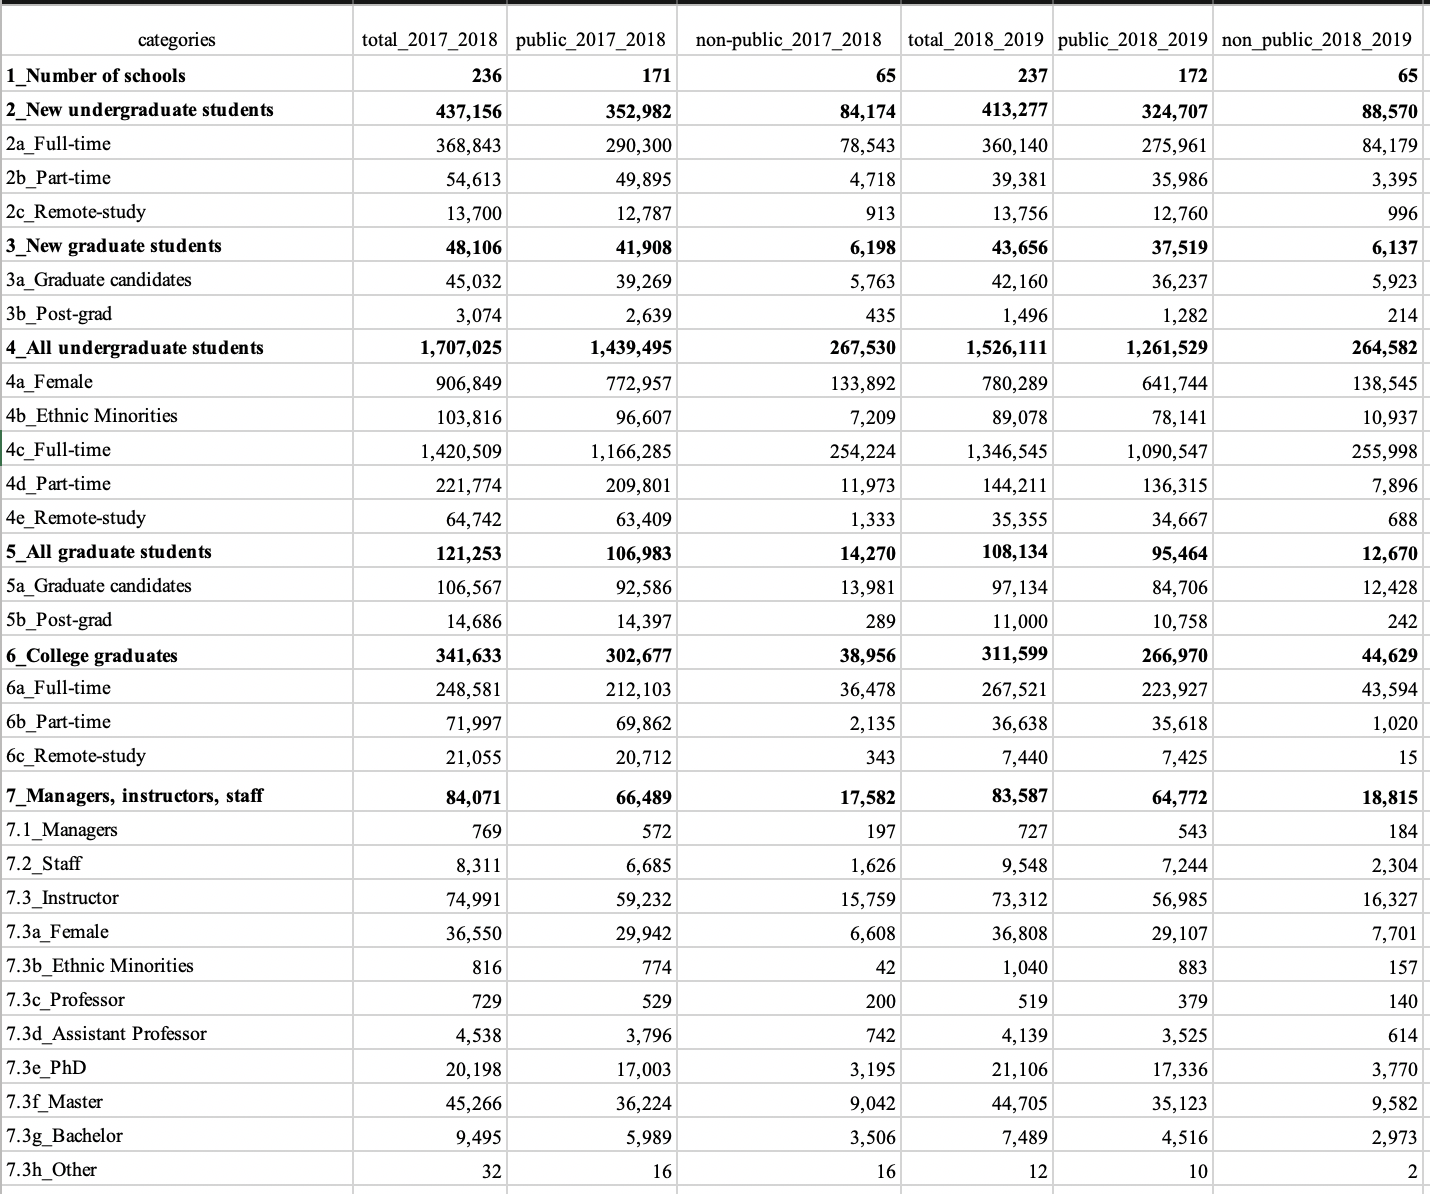 categories total_2017_2018 public_2017_2018 non-public_2017_2018 total_2018_2019 public_2018_2019 non_public_2018_2019
1_Number of schools 236 171 65 237 172 65
2_New undergraduate students 437,156 352,982 84,174 413,277 324,707 88,570
2a_Full-time 368,843 290,300 78,543 360,140 275,961 84,179
2b_Part-time 54,613 49,895 4,718 39,381 35,986 3,395
2c_Remote-study 13,700 12,787 913 13,756 12,760 996
3_New graduate students 48,106 41,908 6,198 43,656 37,519 6,137
3a_Graduate candidates 45,032 39,269 5,763 42,160 36,237 5,923
3b_Post-grad 3,074 2,639 435 1,496 1,282 214
4_All undergraduate students 1,707,025 1,439,495 267,530 1,526,111 1,261,529 264,582
4a_Female 906,849 772,957 133,892 780,289 641,744 138,545
4b_Ethnic Minorities 103,816 96,607 7,209 89,078 78,141 10,937
4c_Full-time 1,420,509 1,166,285 254,224 1,346,545 1,090,547 255,998
4d_Part-time 221,774 209,801 11,973 144,211 136,315 7,896
4e_Remote-study 64,742 63,409 1,333 35,355 34,667 688
5_All graduate students 121,253 106,983 14,270 108,134 95,464 12,670
5a_Graduate candidates 106,567 92,586 13,981 97,134 84,706 12,428
5b_Post-grad 14,686 14,397 289 11,000 10,758 242
6_College graduates 341,633 302,677 38,956 311,599 266,970 44,629
6a_Full-time 248,581 212,103 36,478 267,521 223,927 43,594
6b_Part-time 71,997 69,862 2,135 36,638 35,618 1,020
6c_Remote-study 21,055 20,712 343 7,440 7,425 15
7_Managers, instructors, staff 84,071 66,489 17,582 83,587 64,772 18,815
7.1_Managers 769 572 197 727 543 184
7.2_Staff 8,311 6,685 1,626 9,548 7,244 2,304
7.3_Instructor 74,991 59,232 15,759 73,312 56,985 16,327
7.3a_Female 36,550 29,942 6,608 36,808 29,107 7,701
7.3b_Ethnic Minorities 816 774 42 1,040 883 157
7.3c_Professor 729 529 200 519 379 140
7.3d_Assistant Professor 4,538 3,796 742 4,139 3,525 614
7.3e_PhD 20,198 17,003 3,195 21,106 17,336 3,770
7.3f_Master 45,266 36,224 9,042 44,705 35,123 9,582
7.3g_Bachelor 9,495 5,989 3,506 7,489 4,516 2,973
7.3h_Other 32 16 16 12 10 2